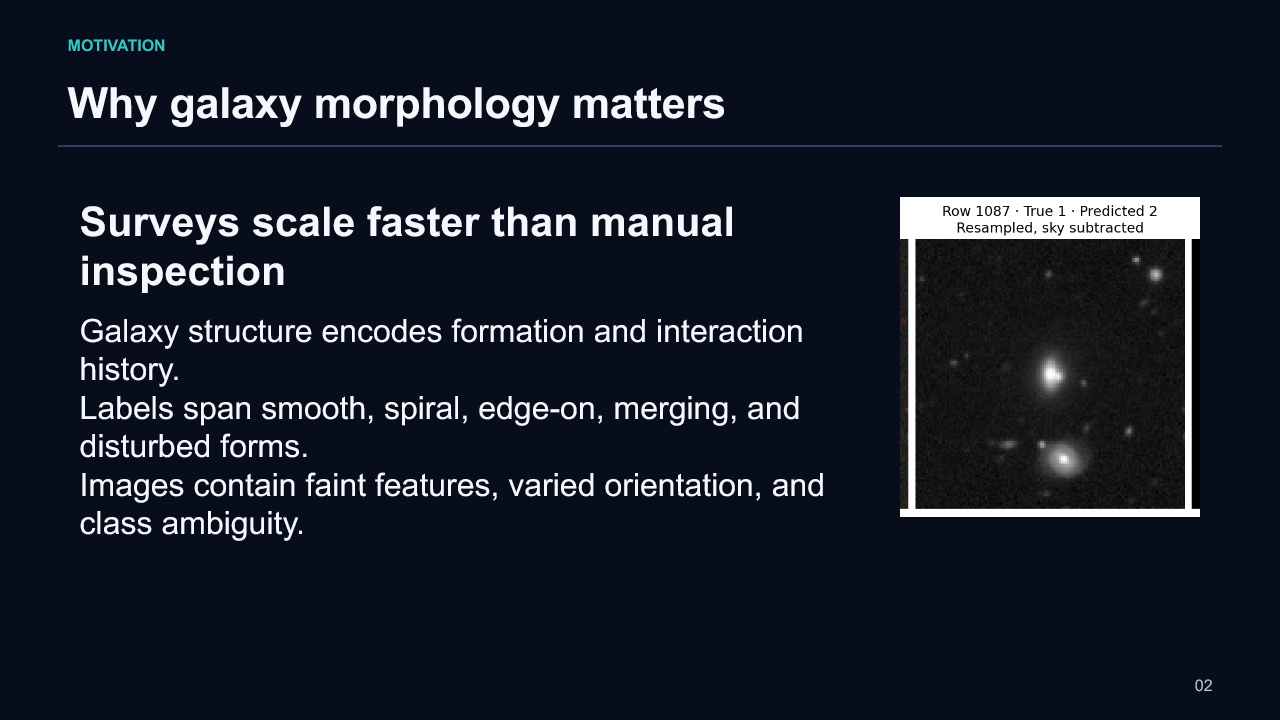 MOTIVATION
Why galaxy morphology matters
Surveys scale faster than manual
inspection
Galaxy structure encodes formation and interaction
history.
Labels span smooth, spiral, edge-on, merging, and
disturbed forms.
Images contain faint features, varied orientation, and
class ambiguity.
Row 1087 · True 1 · Predicted 2
Resampled, sky subtracted
02